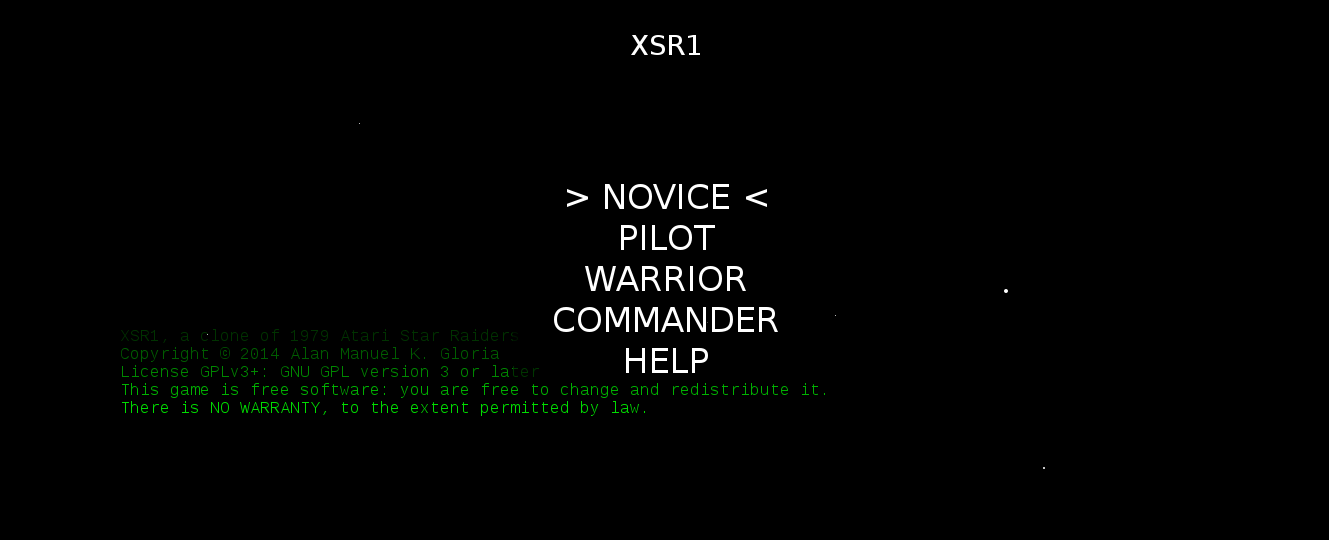 XSR1
> NOVICE <
PILOT
WARRIOR
COMMANDER
HELP
XSR1, a clone of 1979 Atari Star Raiders
Copyright © 2014 Alan Manuel K. Gloria
License GPLv3+: GNU GPL version 3 or later
This game is free software: you are free to change and redistribute it.
There is NO WARRANTY, to the extent permitted by law.